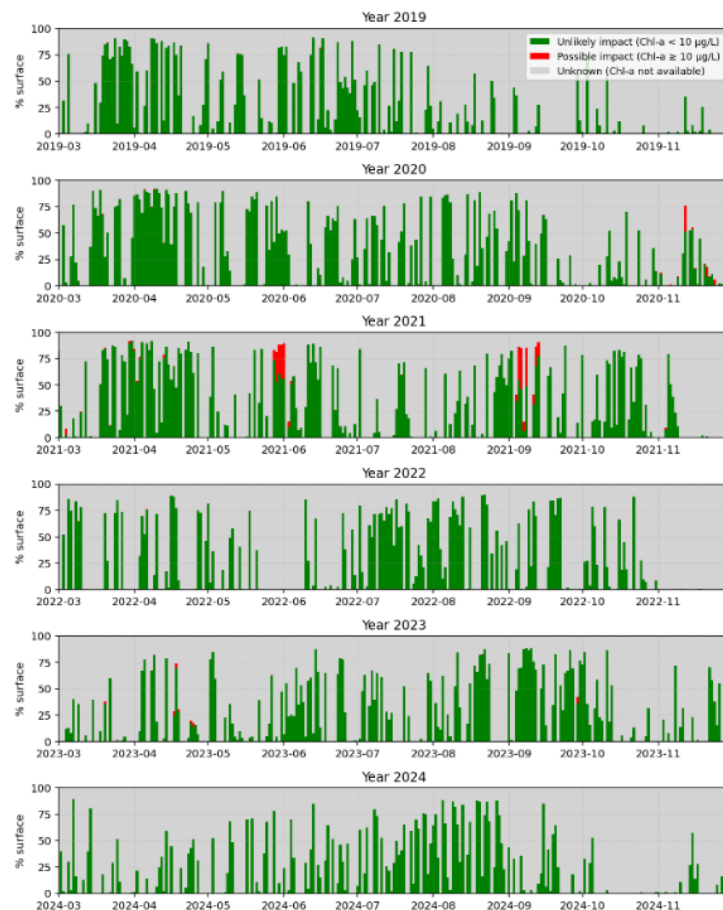 Year 2019
% surface
100
75
50
25
0
Unlikely impact (Chl-a < 10 µg/L)
Possible impact (Chl-a ≥ 10 µg/L)
Unknown (Chl-a not available)
2019-03 2019-04 2019-05 2019-06 2019-07 2019-08 2019-09 2019-10 2019-11
Year 2020
% surface
100
75
50
25
0
2020-03 2020-04 2020-05 2020-06 2020-07 2020-08 2020-09 2020-10 2020-11
Year 2021
% surface
100
75
50
25
0
2021-03 2021-04 2021-05 2021-06 2021-07 2021-08 2021-09 2021-10 2021-11
Year 2022
% surface
100
75
50
25
0
2022-03 2022-04 2022-05 2022-06 2022-07 2022-08 2022-09 2022-10 2022-11
Year 2023
% surface
100
75
50
25
0
2023-03 2023-04 2023-05 2023-06 2023-07 2023-08 2023-09 2023-10 2023-11
Year 2024
% surface
100
75
50
25
0
2024-03 2024-04 2024-05 2024-06 2024-07 2024-08 2024-09 2024-10 2024-11